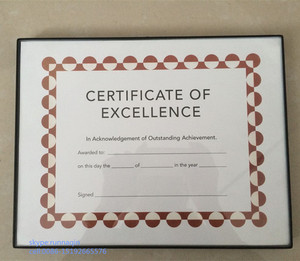 CERTIFICATE OF
EXCELLENCE
In Acknowledgement of Outstanding Achievement.
Awarded to:
on this day the of in the year
Signed